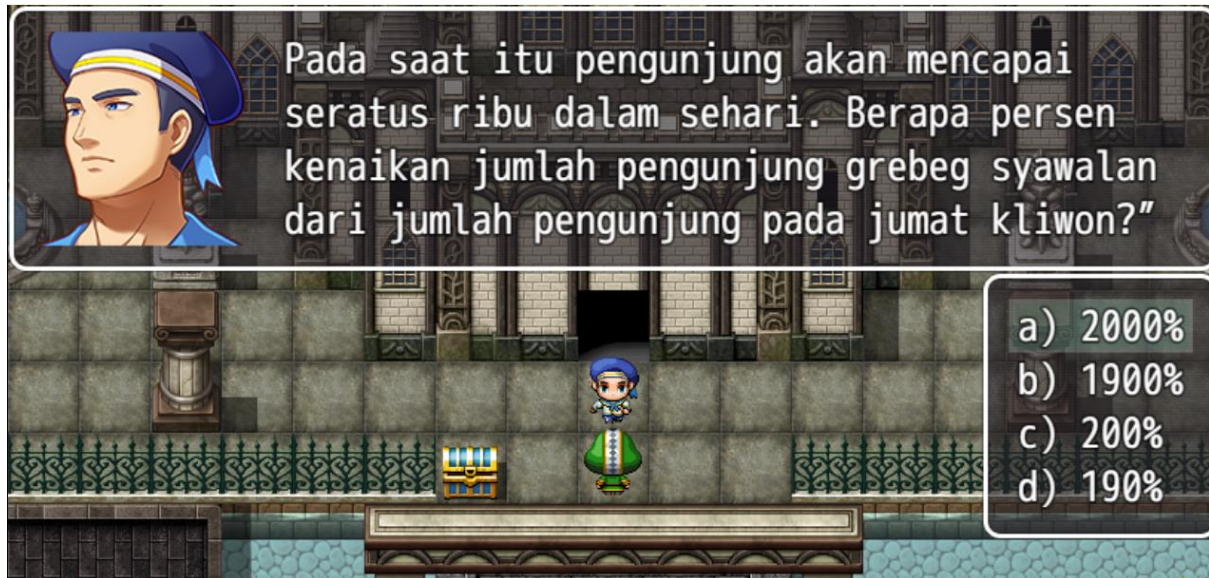 Pada saat itu pengunjung akan mencapai
seratus ribu dalam sehari. Berapa persen
kenaikan jumlah pengunjung grebeg syawalan
dari jumlah pengunjung pada jumat kliwon?”
a) 2000%
b) 1900%
c) 200%
d) 190%